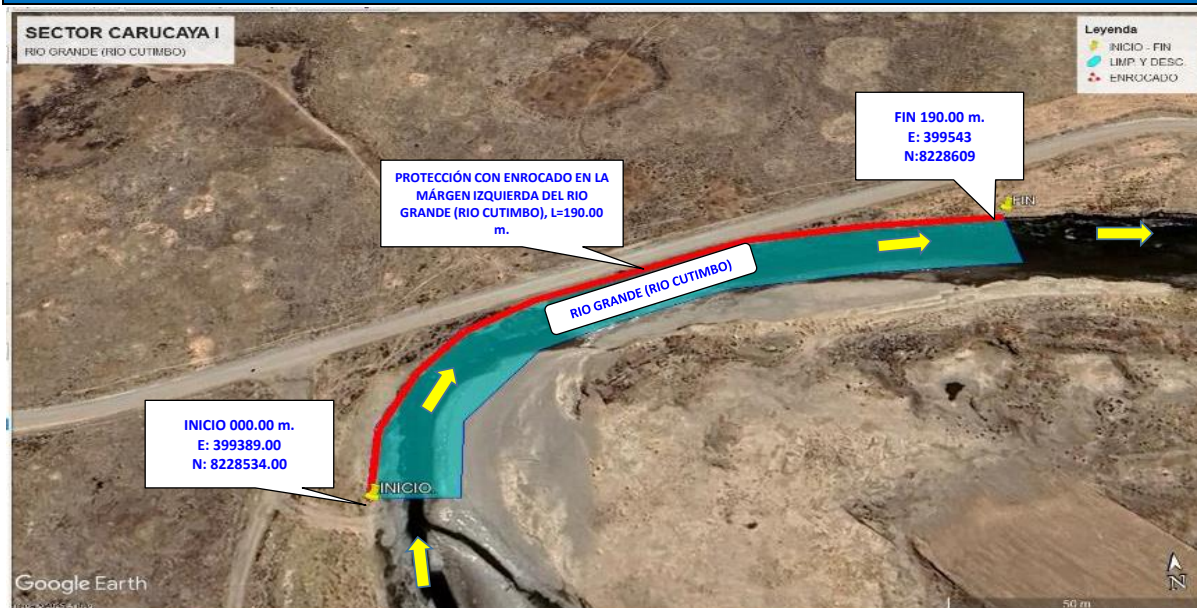 SECTOR CARUCAYA I
RIO GRANDE (RIO CUTIMBO)
Leyenda
INICIO - FIN
LIMP. Y DESC.
ENROCADO
FIN 190.00 m.
E: 399543
N:8228609
PROTECCIÓN CON ENROCADO EN LA
MÁRGEN IZQUIERDA DEL RIO
GRANDE (RIO CUTIMBO), L=190.00
m.
FIN
RIO GRANDE (RIO CUTIMBO)
INICIO 000.00 m.
E: 399389.00
N: 8228534.00
INICIO
Google Earth
N
50 m